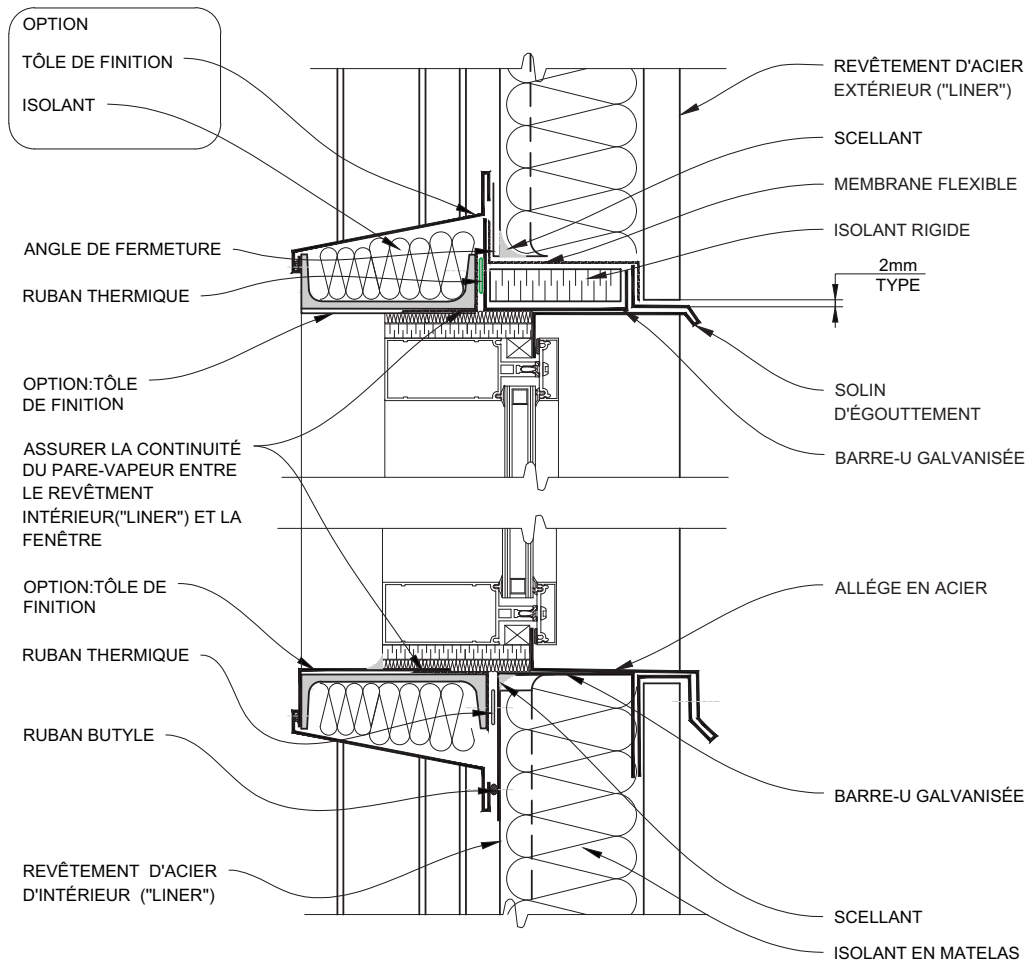 OPTION
TÔLE DE FINITION
ISOLANT
ANGLE DE FERMETURE
RUBAN THERMIQUE
OPTION:TÔLE
DE FINITION
ASSURER LA CONTINUITÉ
DU PARE-VAPEUR ENTRE
LE REVÊTMENT
INTÉRIEUR("LINER") ET LA
FENÊTRE
OPTION:TÔLE DE
FINITION
RUBAN THERMIQUE
RUBAN BUTYLE
REVÊTEMENT D'ACIER
D'INTÉRIEUR ("LINER")
REVÊTEMENT D'ACIER
EXTÉRIEUR ("LINER")
SCELLANT
MEMBRANE FLEXIBLE
ISOLANT RIGIDE
2mm
TYPE
SOLIN
D'ÉGOUTTEMENT
BARRE-U GALVANISÉE
ALLÉGE EN ACIER
BARRE-U GALVANISÉE
SCELLANT
ISOLANT EN MATELAS